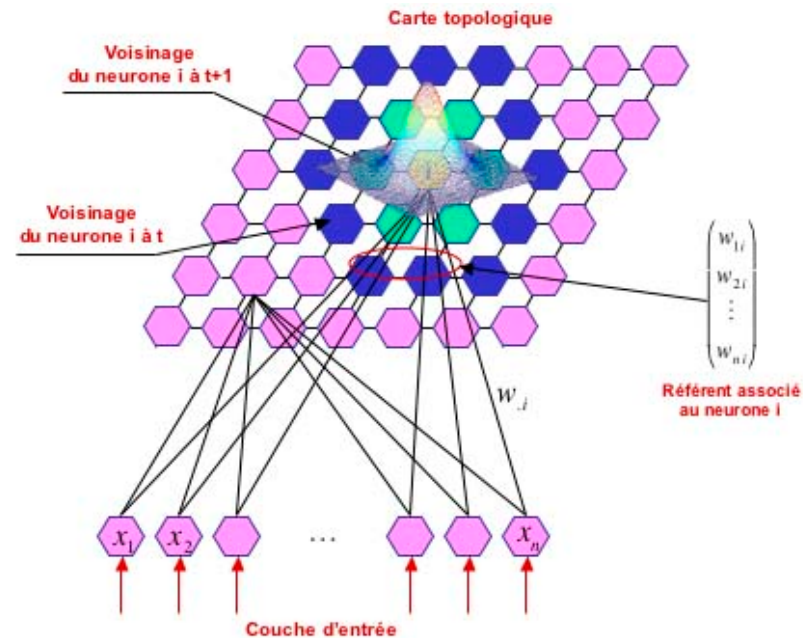 Carte topologique
Voisinage
du neurone i à t+1
Voisinage
du neurone i à t
i
w1i
w2i
⋮
wni
Référent associé
au neurone i
w.i
x1
x2
...
xn
Couche d'entrée